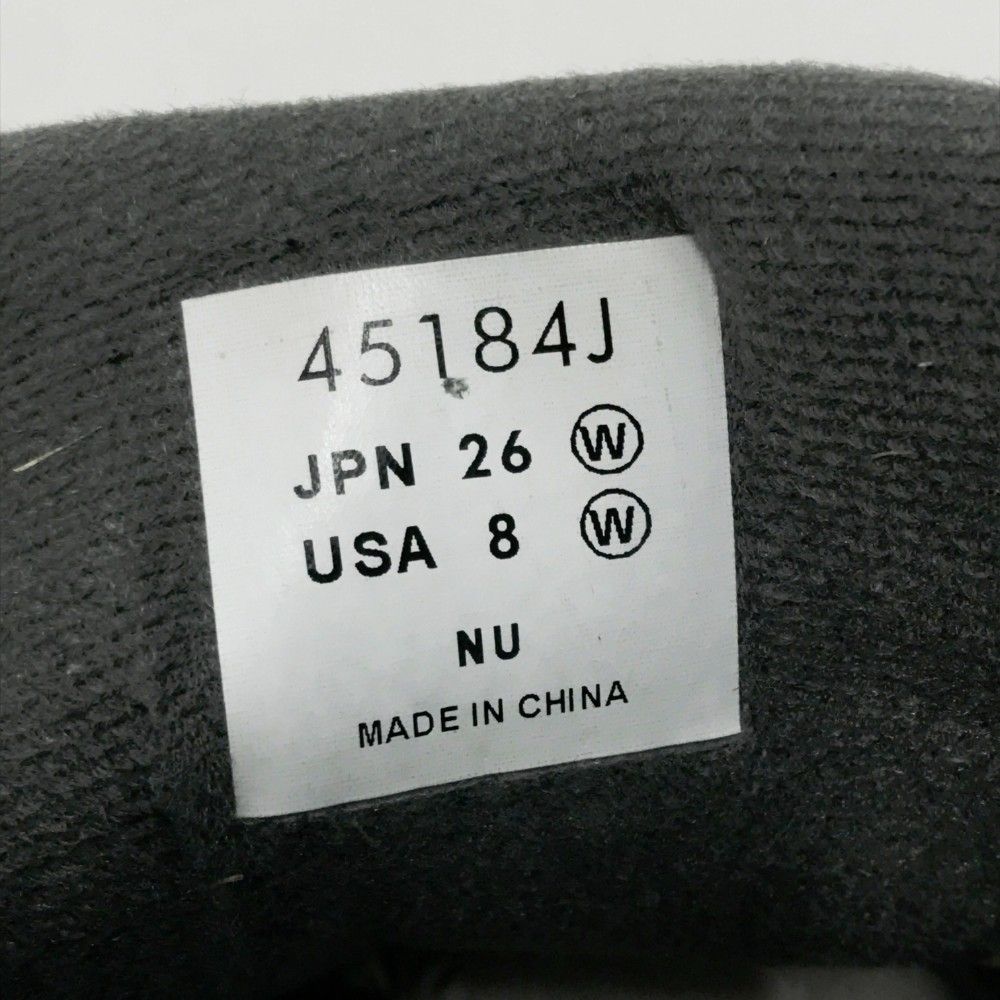 45184J
JPN 26 Ⓦ
USA 8 Ⓦ
NU
MADE IN CHINA